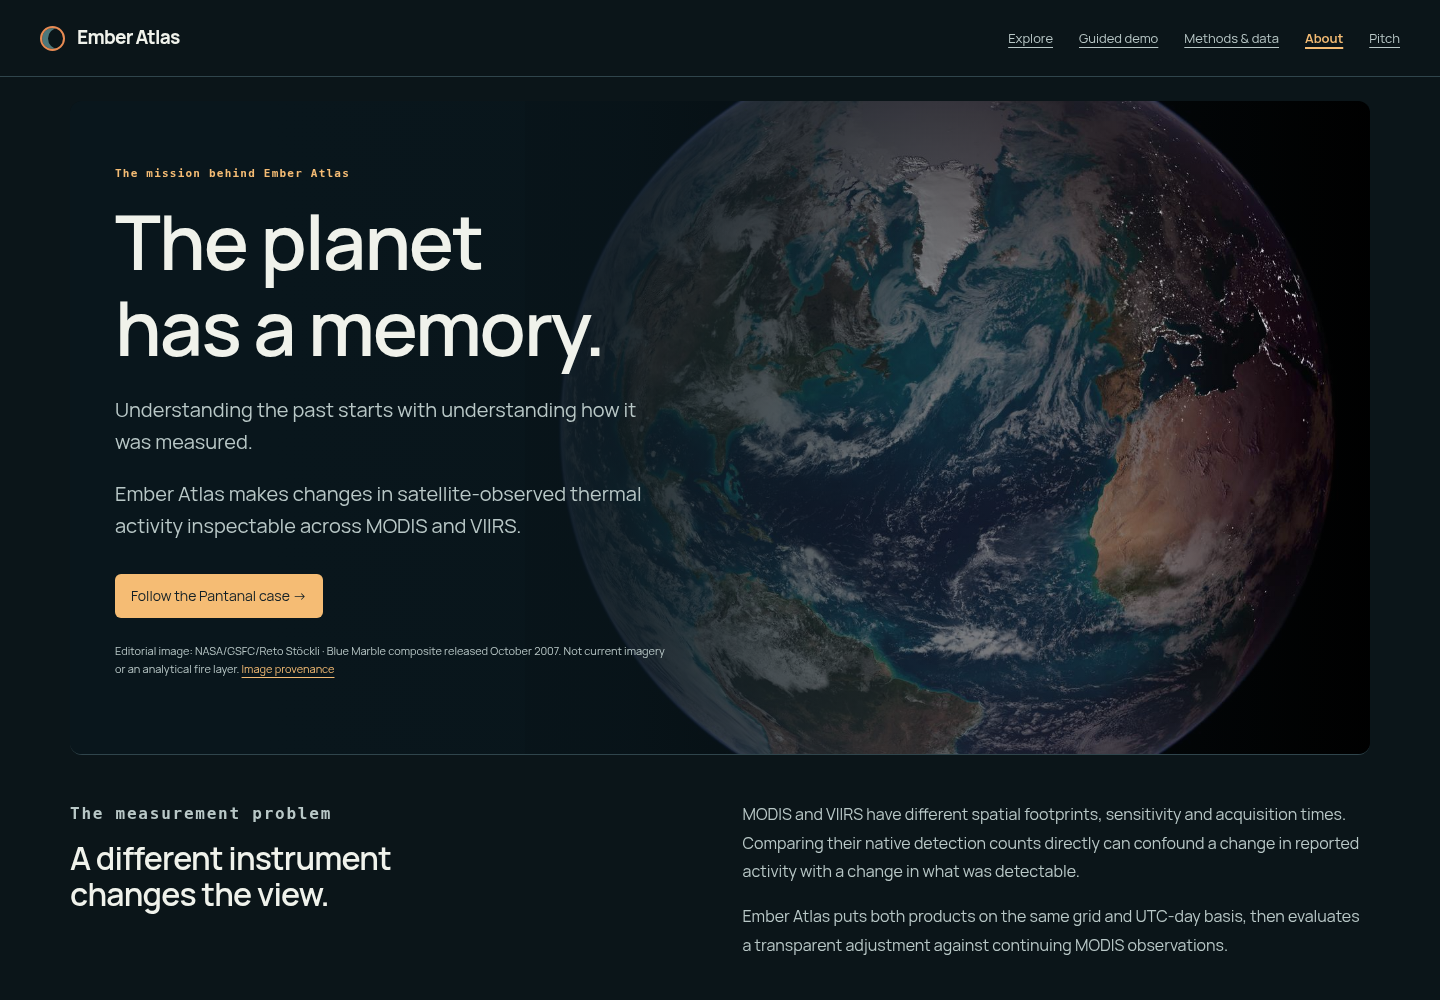 Ember Atlas
Explore
Guided demo
Methods & data
About
Pitch
The mission behind Ember Atlas
The planet
has a memory.
Understanding the past starts with understanding how it
was measured.
Ember Atlas makes changes in satellite-observed thermal
activity inspectable across MODIS and VIIRS.
Follow the Pantanal case →
Editorial image: NASA/GSFC/Reto Stöckli · Blue Marble composite released October 2007. Not current imagery
or an analytical fire layer. Image provenance
The measurement problem
A different instrument
changes the view.
MODIS and VIIRS have different spatial footprints, sensitivity and acquisition times.
Comparing their native detection counts directly can confound a change in reported
activity with a change in what was detectable.
Ember Atlas puts both products on the same grid and UTC-day basis, then evaluates
a transparent adjustment against continuing MODIS observations.